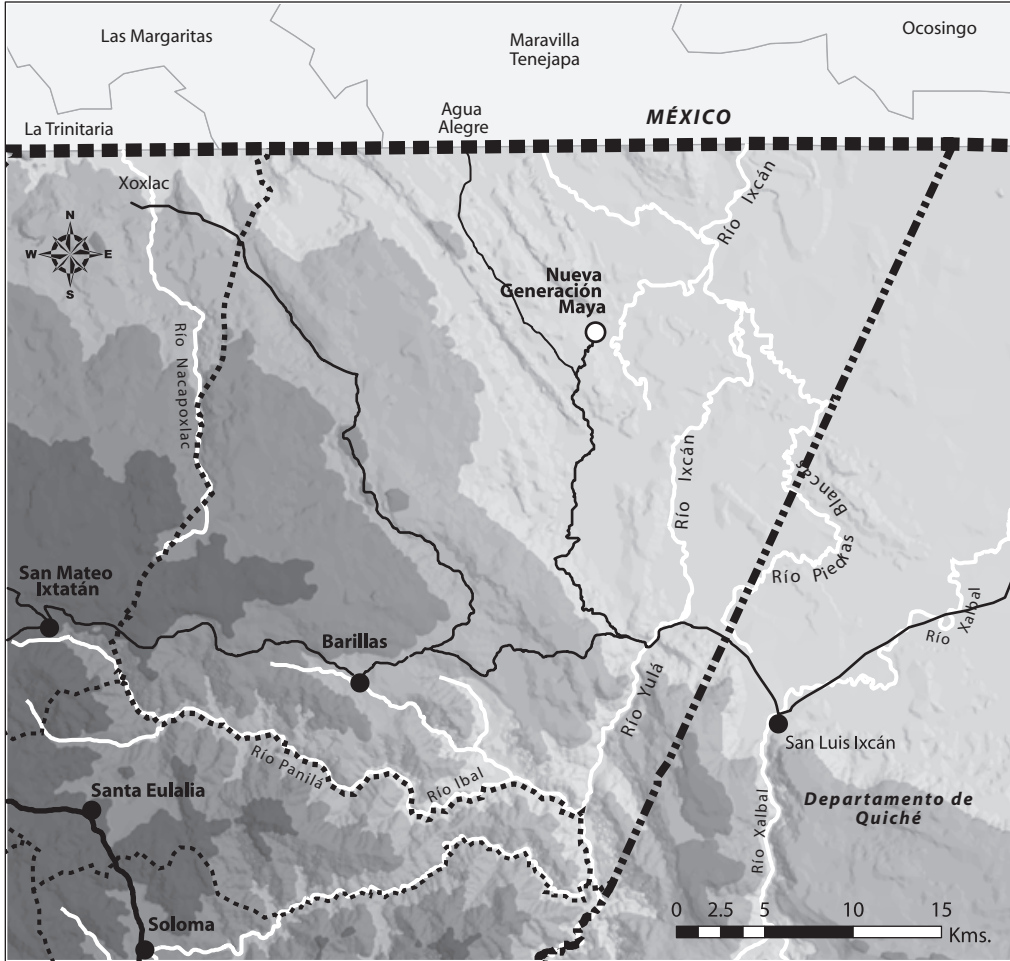 Las Margaritas
Maravilla
Tenejapa
Ocosingo
La Trinitaria
Agua
Alegre
MÉXICO
Xoxlac
N
W
E
S
Río Ixcán
Nueva
Generación
Maya
Río Nacapoxlac
Río Ixcán
Río Piedras Blancas
San Mateo
Ixtatán
Barillas
Río Yulá
Río Xalbal
San Luis Ixcán
Río Panilá
Río Ibal
Santa Eulalia
Departamento de
Quiché
Río Xalbal
Soloma
0 2.5 5 10 15
Kms.